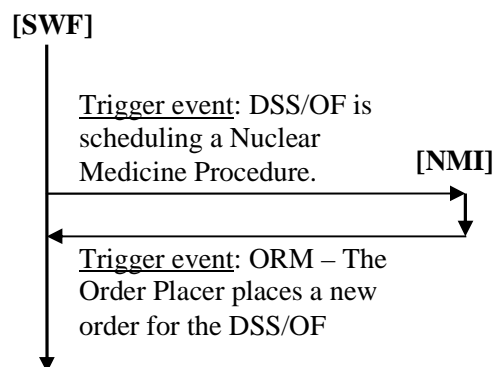 [SWF]
Trigger event: DSS/OF is
scheduling a Nuclear
Medicine Procedure.
[NMI]
Trigger event: ORM – The
Order Placer places a new
order for the DSS/OF